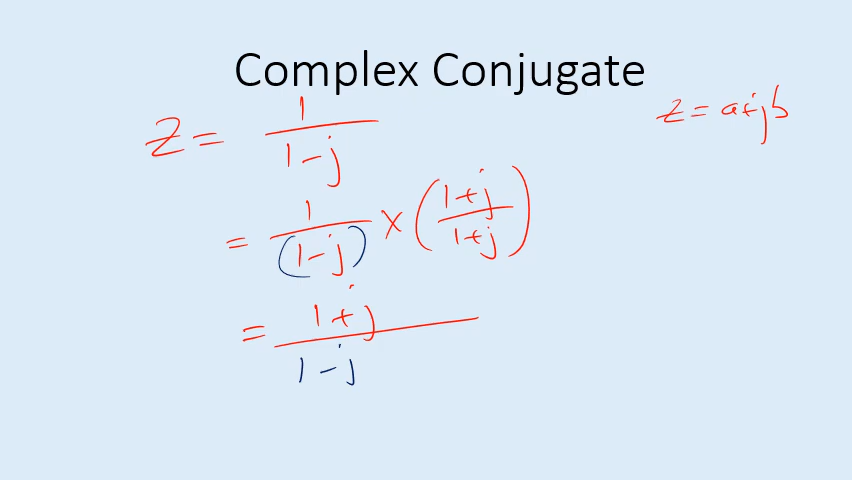 Complex Conjugate
z = a+jb
z = 1/(1-j)
= 1/(1-j) × ((1+j)/(1+j))
= (1+j)/(1-j